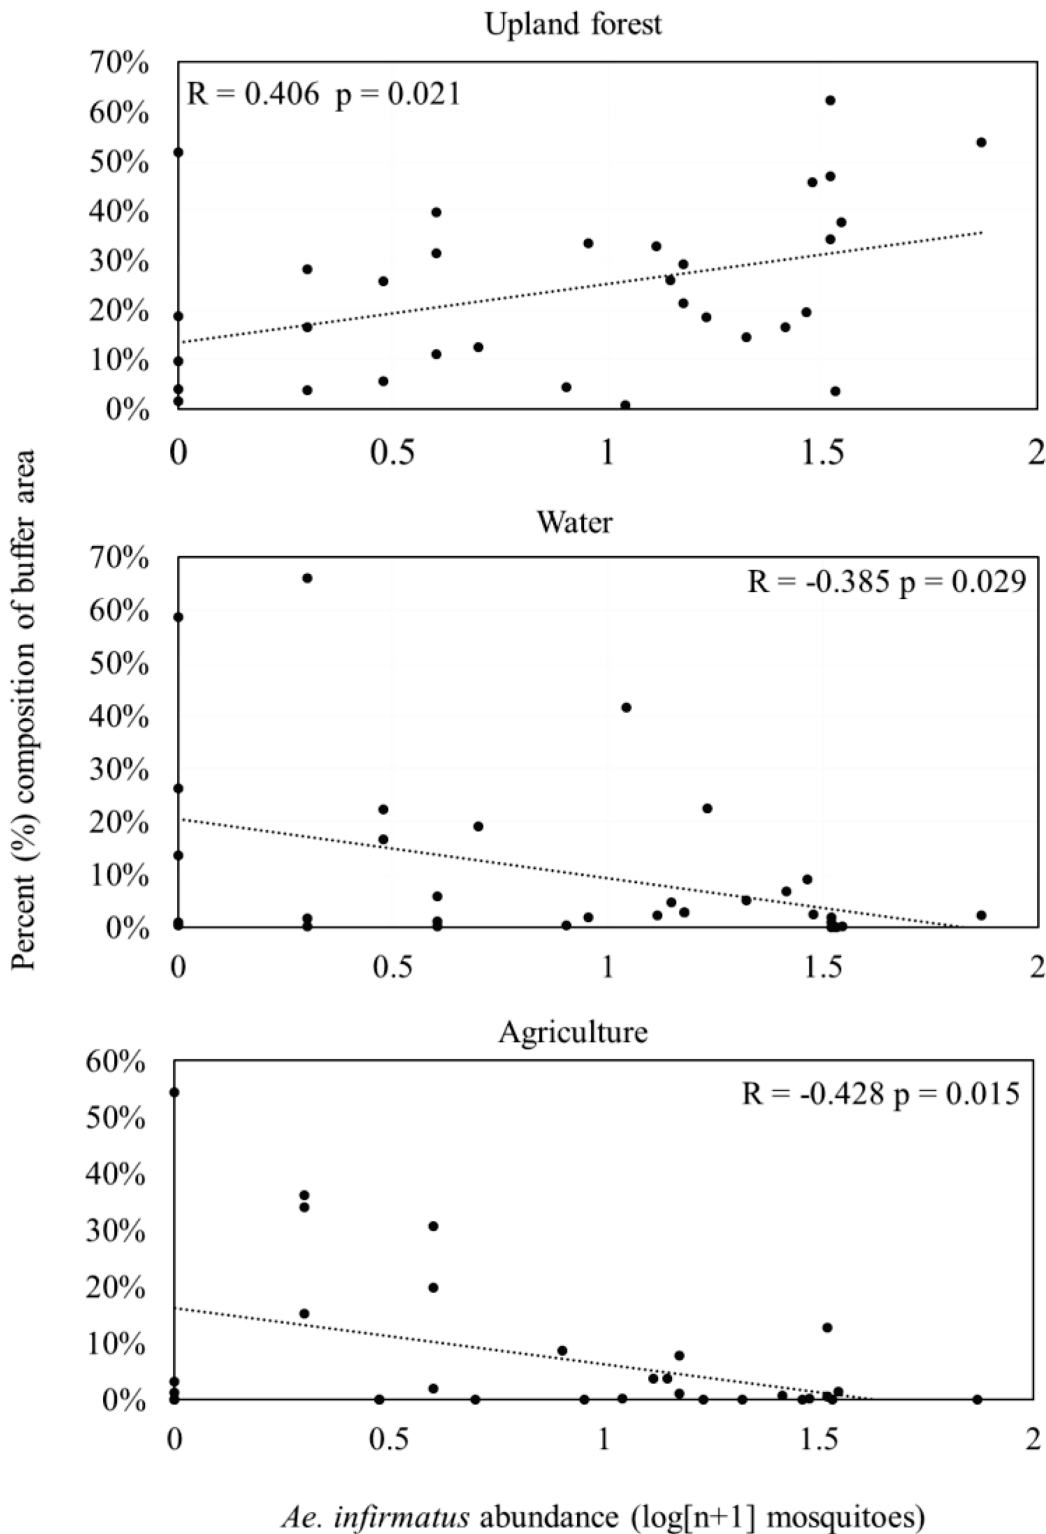 Upland forest
R = 0.406 p = 0.021
70%
60%
50%
40%
30%
20%
10%
0%
0 0.5 1 1.5 2
Percent (%) composition of buffer area
Water
R = -0.385 p = 0.029
70%
60%
50%
40%
30%
20%
10%
0%
0 0.5 1 1.5 2
Agriculture
R = -0.428 p = 0.015
60%
50%
40%
30%
20%
10%
0%
0 0.5 1 1.5 2
Ae. infirmatus abundance (log[n+1] mosquitoes)